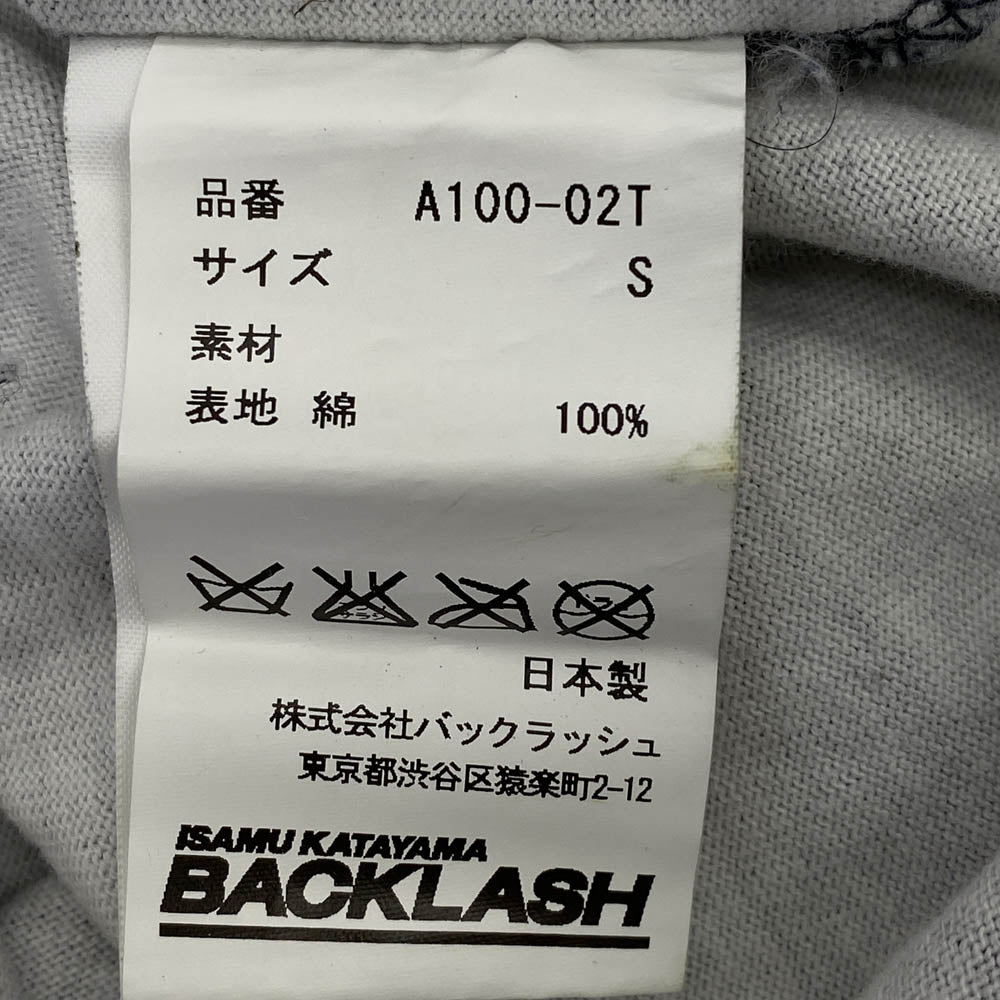 品番 A100-02T
サイズ S
素材
表地 綿 100%
日本製
株式会社バックラッシュ
東京都渋谷区猿楽町2-12
ISAMU KATAYAMA
BACKLASH